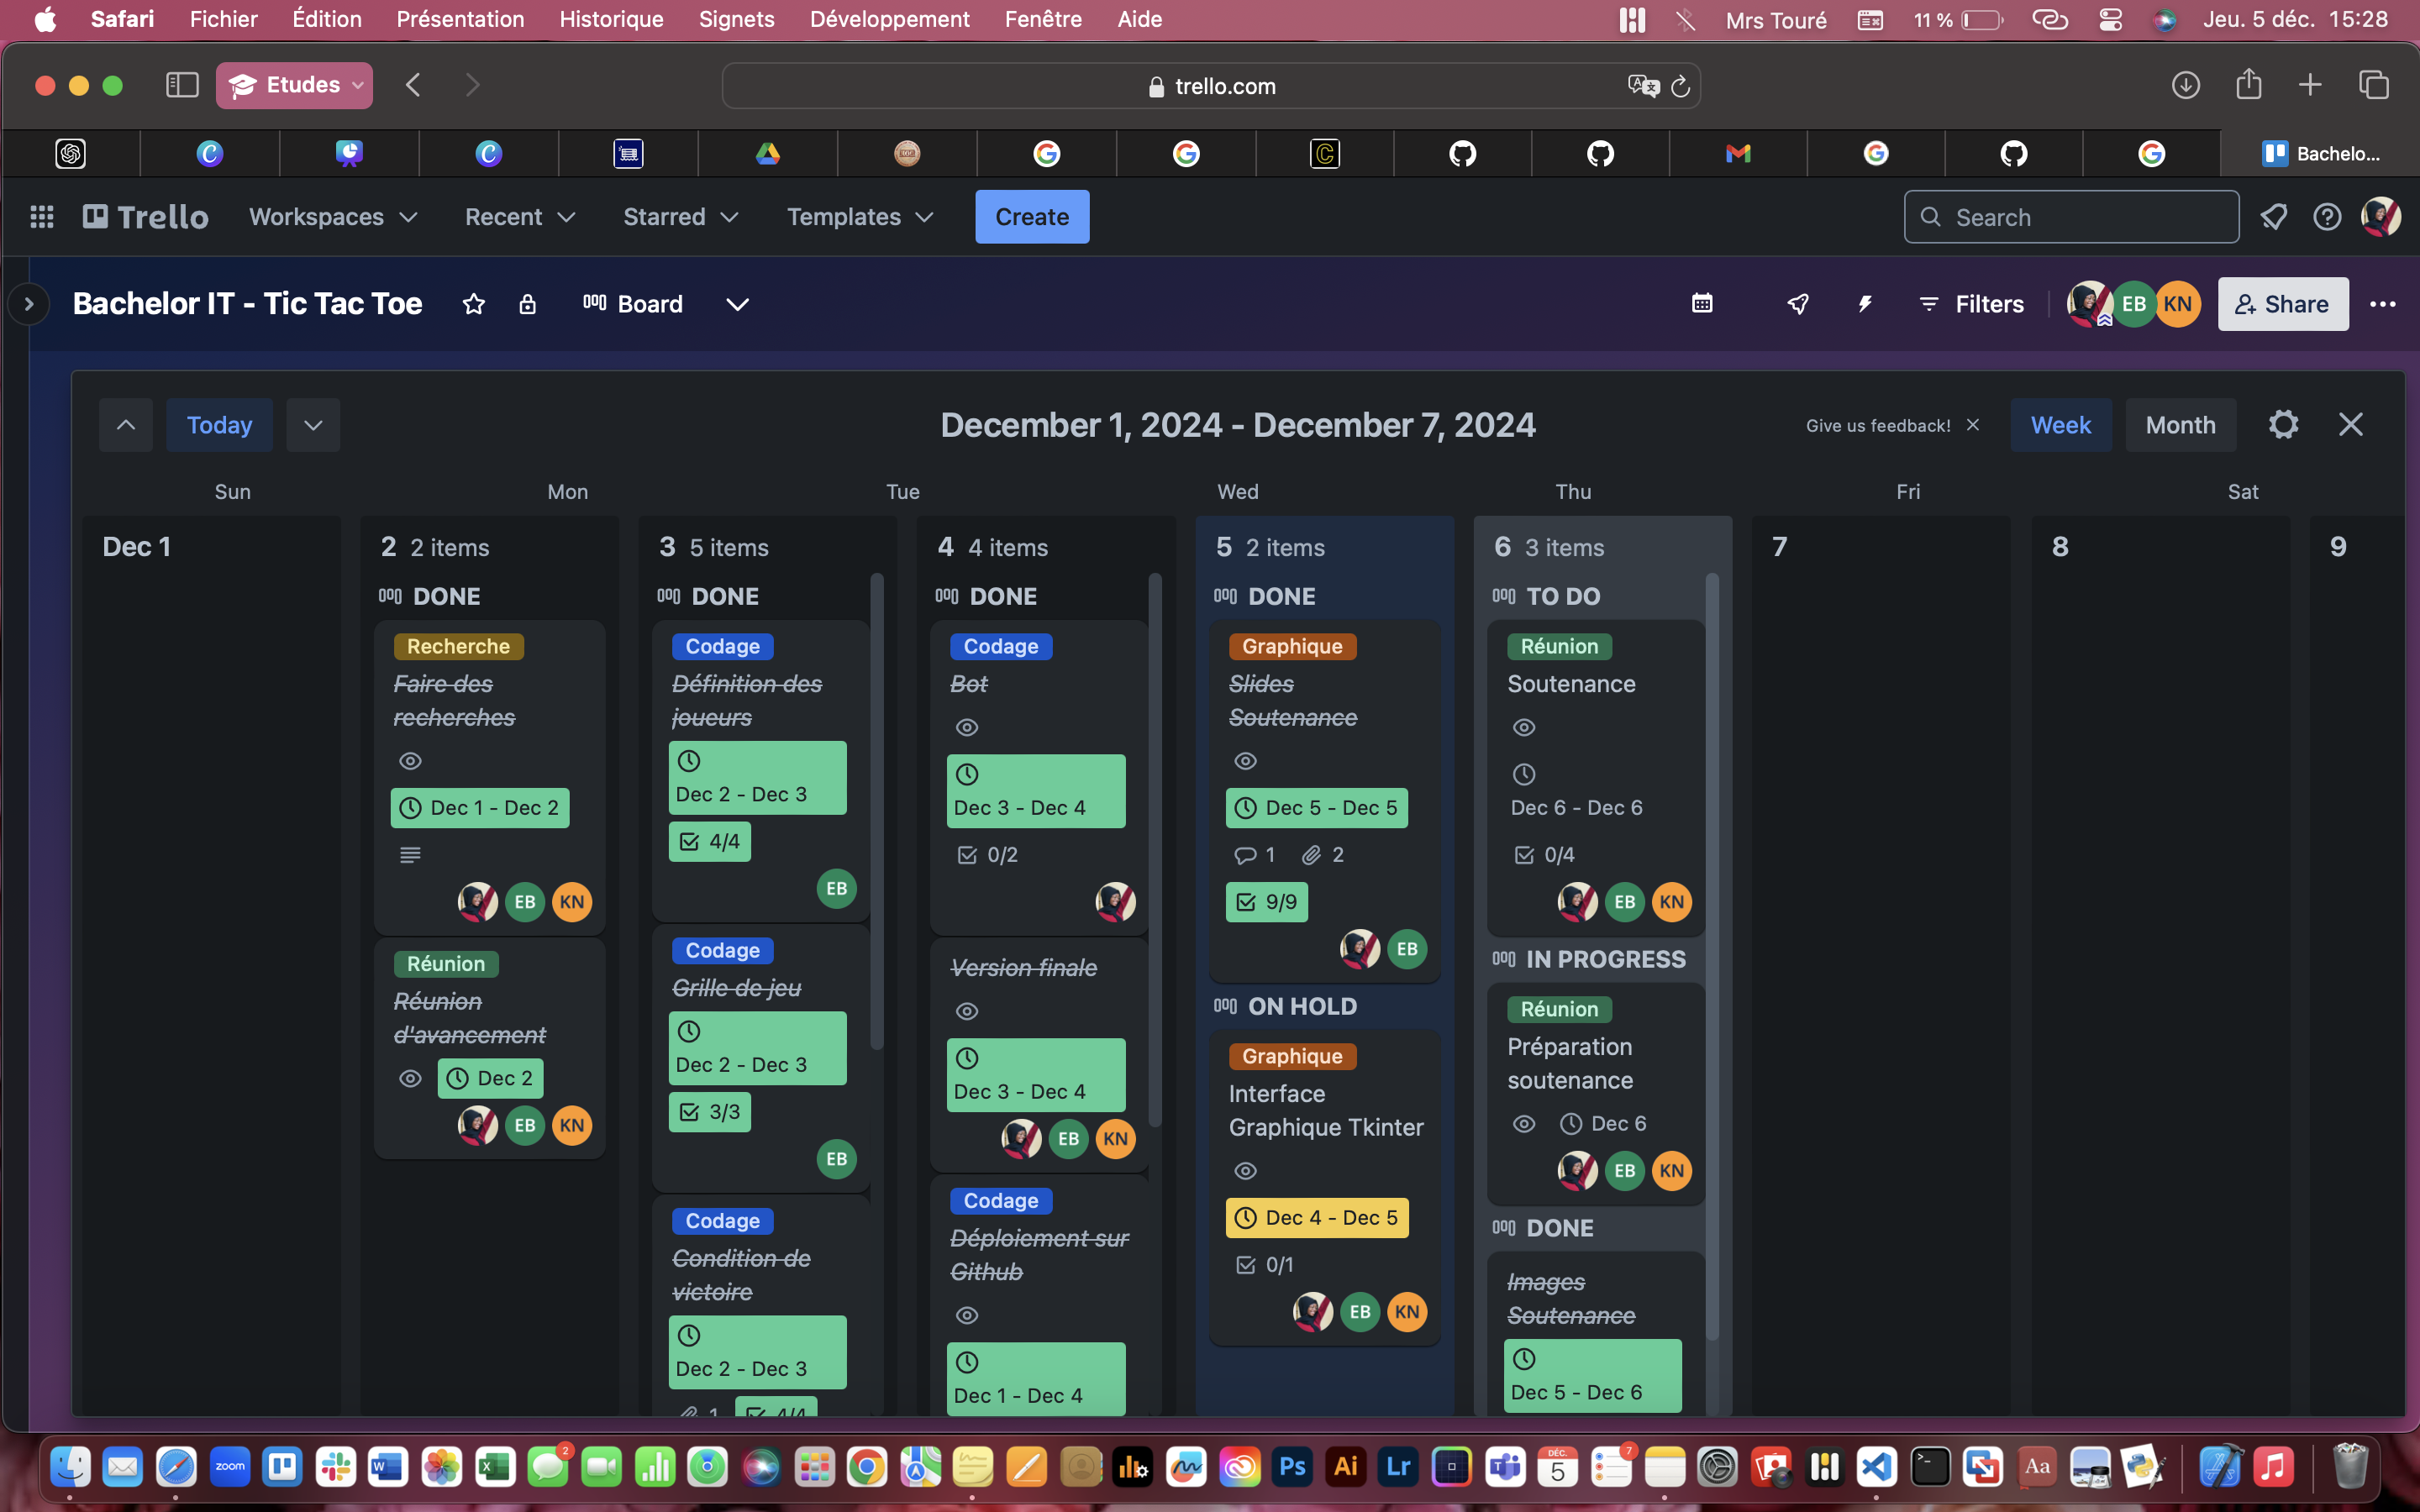 Safari Fichier Édition Présentation Historique Signets Développement Fenêtre Aide Mrs Touré 11 % Jeu. 5 déc. 15:28
Etudes trello.com
Bachelo...
Trello Workspaces Recent Starred Templates Create Search
Bachelor IT - Tic Tac Toe Board Filters EB KN Share
Today December 1, 2024 - December 7, 2024 Give us feedback! Week Month
Sun Mon Tue Wed Thu Fri Sat
Dec 1
2 2 items
DONE
Recherche
Faire des
recherches
Dec 1 - Dec 2
EB KN
Réunion
Réunion
d'avancement
Dec 2
EB KN
3 5 items
DONE
Codage
Définition des
joueurs
Dec 2 - Dec 3
4/4
EB
Codage
Grille de jeu
Dec 2 - Dec 3
3/3
EB
Codage
Condition de
victoire
Dec 2 - Dec 3
1 4/4
4 4 items
DONE
Codage
Bot
Dec 3 - Dec 4
0/2
Version finale
Dec 3 - Dec 4
EB KN
Codage
Déploiement sur
Github
Dec 1 - Dec 4
5 2 items
DONE
Graphique
Slides
Soutenance
Dec 5 - Dec 5
1 2
9/9
EB
ON HOLD
Graphique
Interface
Graphique Tkinter
Dec 4 - Dec 5
0/1
EB KN
6 3 items
TO DO
Réunion
Soutenance
Dec 6 - Dec 6
0/4
EB KN
IN PROGRESS
Réunion
Préparation
soutenance
Dec 6
EB KN
DONE
Images
Soutenance
Dec 5 - Dec 6
7
8
9
zoom W X 2 Ps Ai Lr DÉC. 5 7 Aa